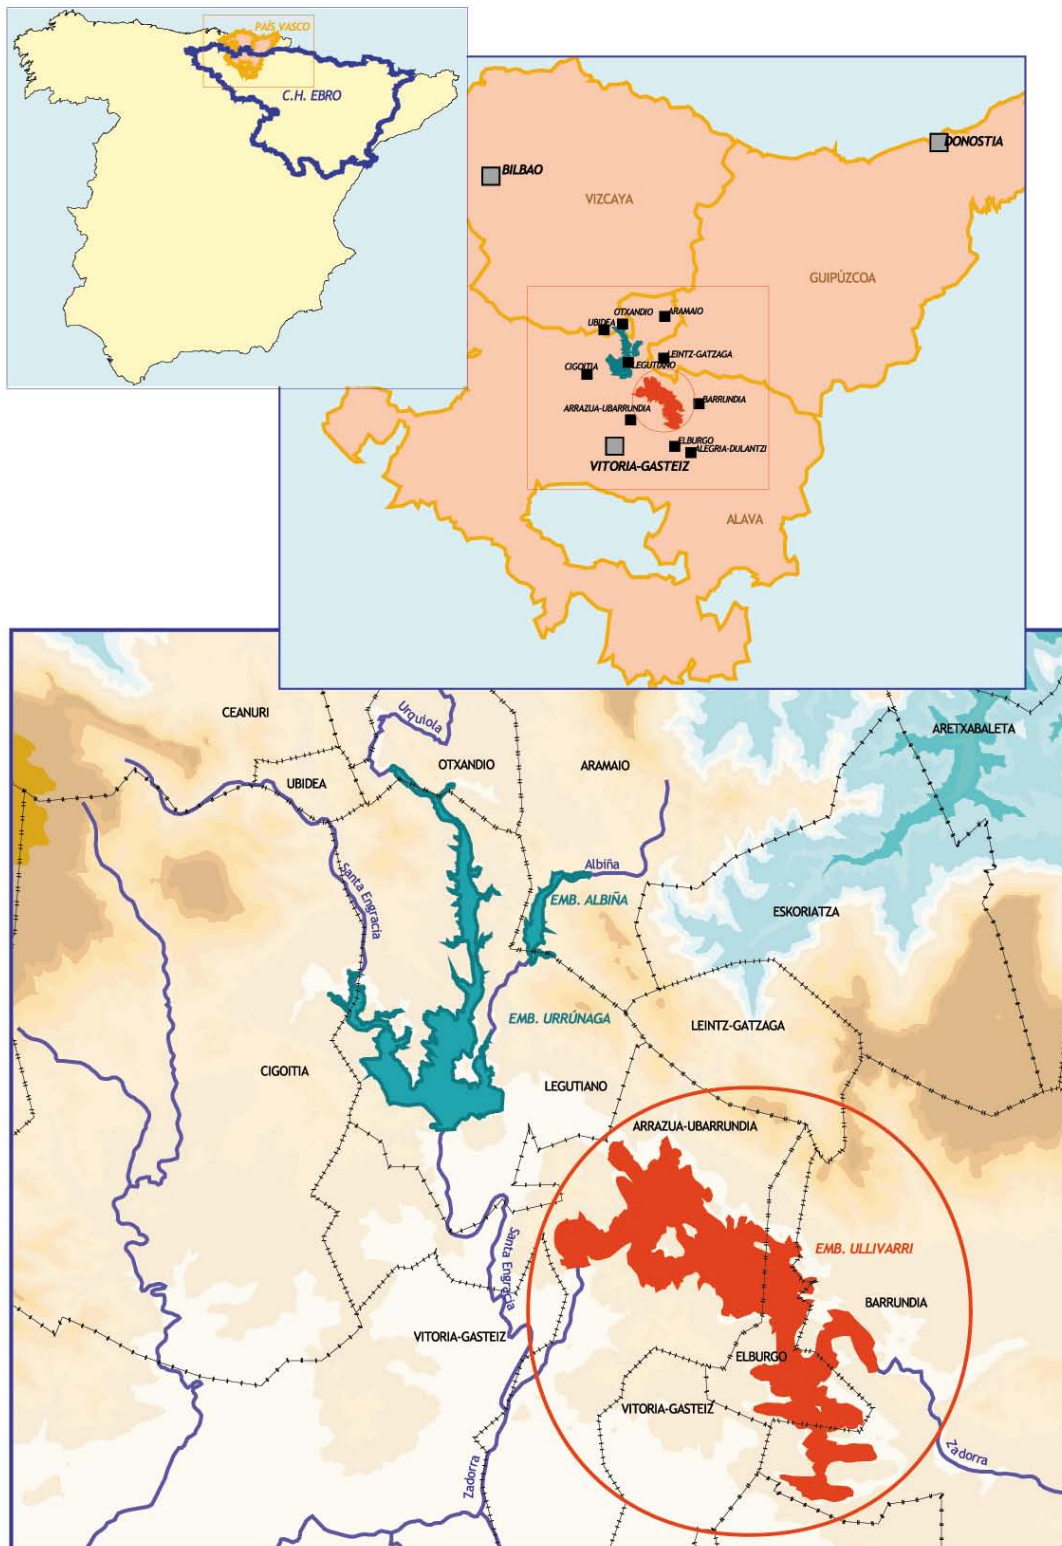 PAÍS VASCO
C.H. EBRO
DONOSTIA
BILBAO
VIZCAYA
GUIPÚZCOA
OTXANDIO
ARAMAIO
UBIDEA
LEINTZ-GATZAGA
LEGUTIANO
CIGOITIA
BARRUNDIA
ARRAZUA-UBARRUNDIA
ELBURGO
ALEGRIA-DULANTZI
VITORIA-GASTEIZ
ALAVA
CEANURI
Urquiola
ARETXABALETA
OTXANDIO
ARAMAIO
UBIDEA
Albiña
Santa Engracia
EMB. ALBIÑA
ESKORIATZA
EMB. URRÚNAGA
LEINTZ-GATZAGA
CIGOITIA
LEGUTIANO
ARRAZUA-UBARRUNDIA
Santa Engracia
EMB. ULLIVARRI
BARRUNDIA
VITORIA-GASTEIZ
ELBURGO
VITORIA-GASTEIZ
Zadorra
Zadorra